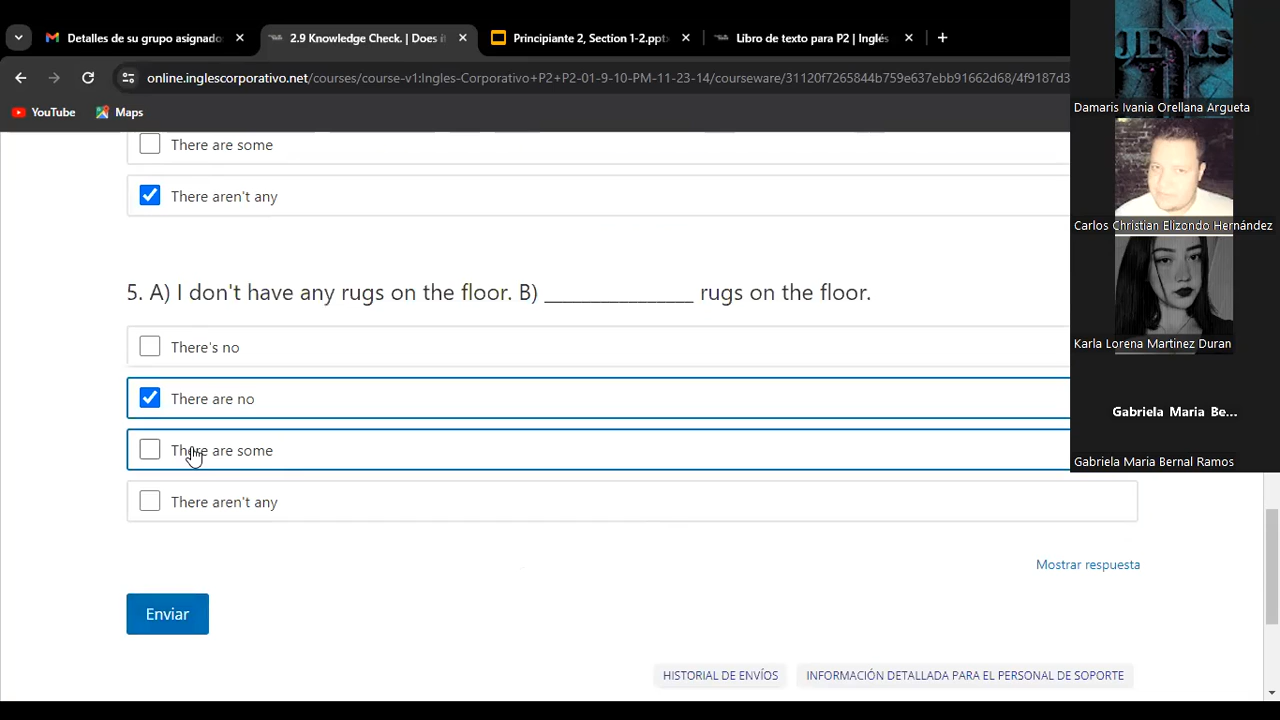 Detalles de su grupo asignado
2.9 Knowledge Check. | Does i
Principiante 2, Section 1-2.pptx
Libro de texto para P2 | Inglés
online.inglescorporativo.net/courses/course-v1:Ingles-Corporativo+P2+P2-01-9-10-PM-11-23-14/courseware/31120f7265844b759e637ebb91662d68/4f9187d3
YouTube
Maps
There are some
There aren't any
5. A) I don't have any rugs on the floor. B) _______________ rugs on the floor.
There's no
There are no
There are some
There aren't any
Mostrar respuesta
Enviar
HISTORIAL DE ENVÍOS
INFORMACIÓN DETALLADA PARA EL PERSONAL DE SOPORTE
JESUS
Damaris Ivania Orellana Argueta
Carlos Christian Elizondo Hernández
Karla Lorena Martinez Duran
Gabriela Maria Be...
Gabriela Maria Bernal Ramos